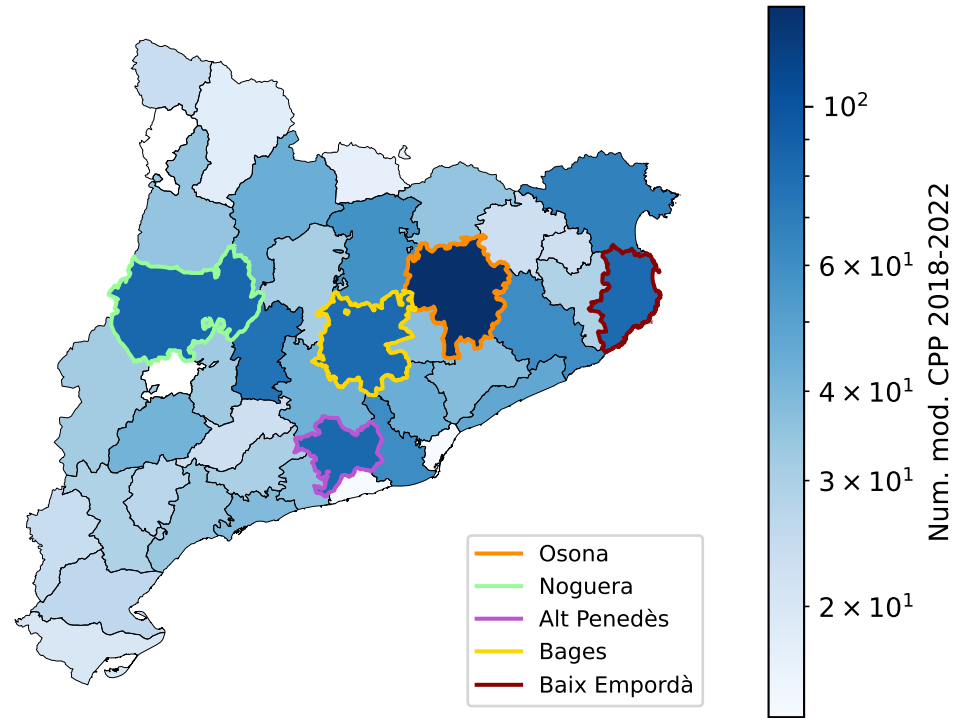 10²
6 × 10¹
4 × 10¹
3 × 10¹
2 × 10¹
Num. mod. CPP 2018-2022
Osona
Noguera
Alt Penedès
Bages
Baix Empordà